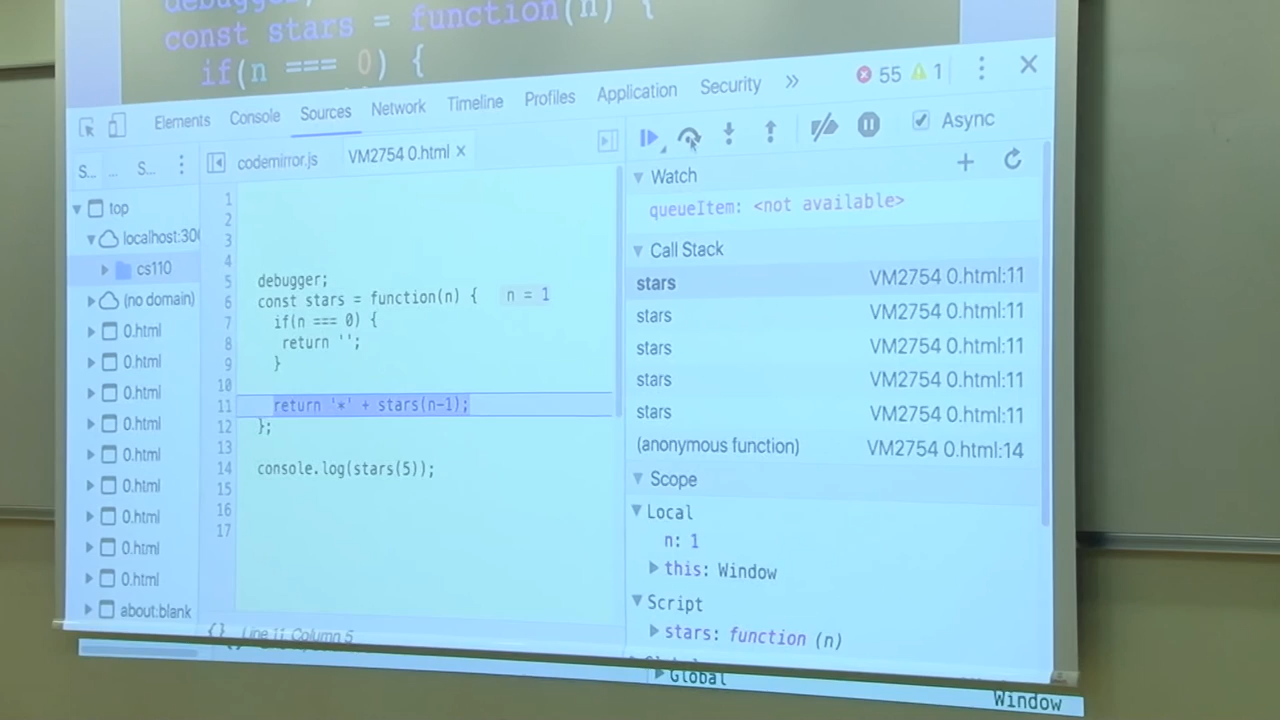 debugger;
const stars = function(n) {
if(n === 0) {
Elements Console Sources Network Timeline Profiles Application Security » 55 1
S... ... S...
codemirror.js VM2754 0.html ×
Async
top
localhost:300
cs110
(no domain)
0.html
0.html
0.html
0.html
0.html
0.html
0.html
0.html
0.html
about:blank
1
2
3
4
5 debugger;
6 const stars = function(n) { n = 1
7 if(n === 0) {
8 return '';
9 }
10
11 return '*' + stars(n-1);
12 };
13
14 console.log(stars(5));
15
16
17
{} Line 11, Column 5
Watch
queueItem: <not available>
Call Stack
stars VM2754 0.html:11
stars VM2754 0.html:11
stars VM2754 0.html:11
stars VM2754 0.html:11
stars VM2754 0.html:11
(anonymous function) VM2754 0.html:14
Scope
Local
n: 1
this: Window
Script
stars: function (n)
Global Window